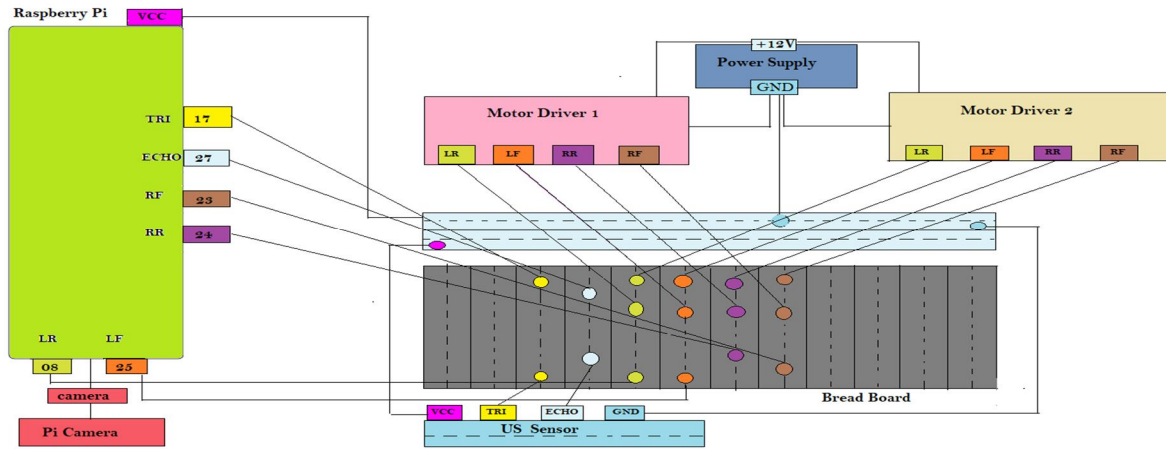 Raspberry Pi
VCC
+12V
Power Supply
GND
Motor Driver 1
Motor Driver 2
TRI 17
ECHO 27
RF 23
RR 24
LR LF RR RF
LR LF RR RF
LR LF
08 25
camera
Pi Camera
Bread Board
VCC TRI ECHO GND
US Sensor